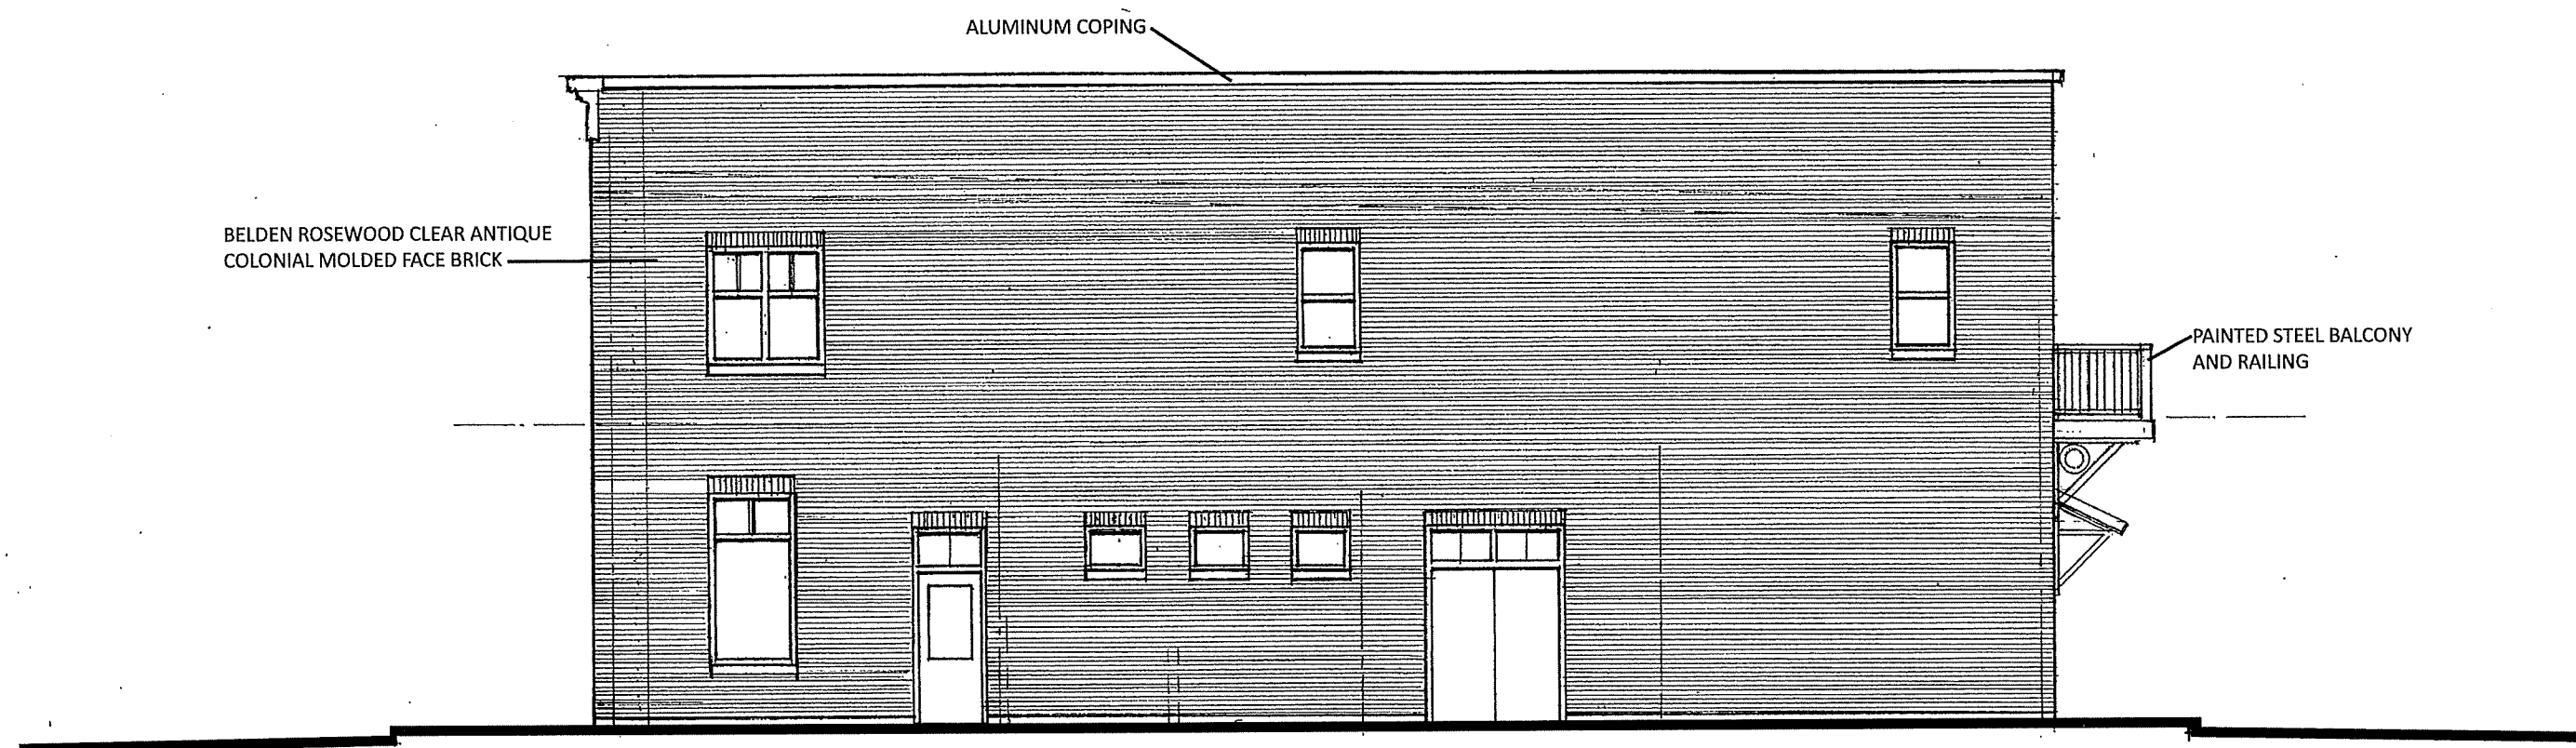 ALUMINUM COPING
BELDEN ROSEWOOD CLEAR ANTIQUE
COLONIAL MOLDED FACE BRICK
PAINTED STEEL BALCONY
AND RAILING